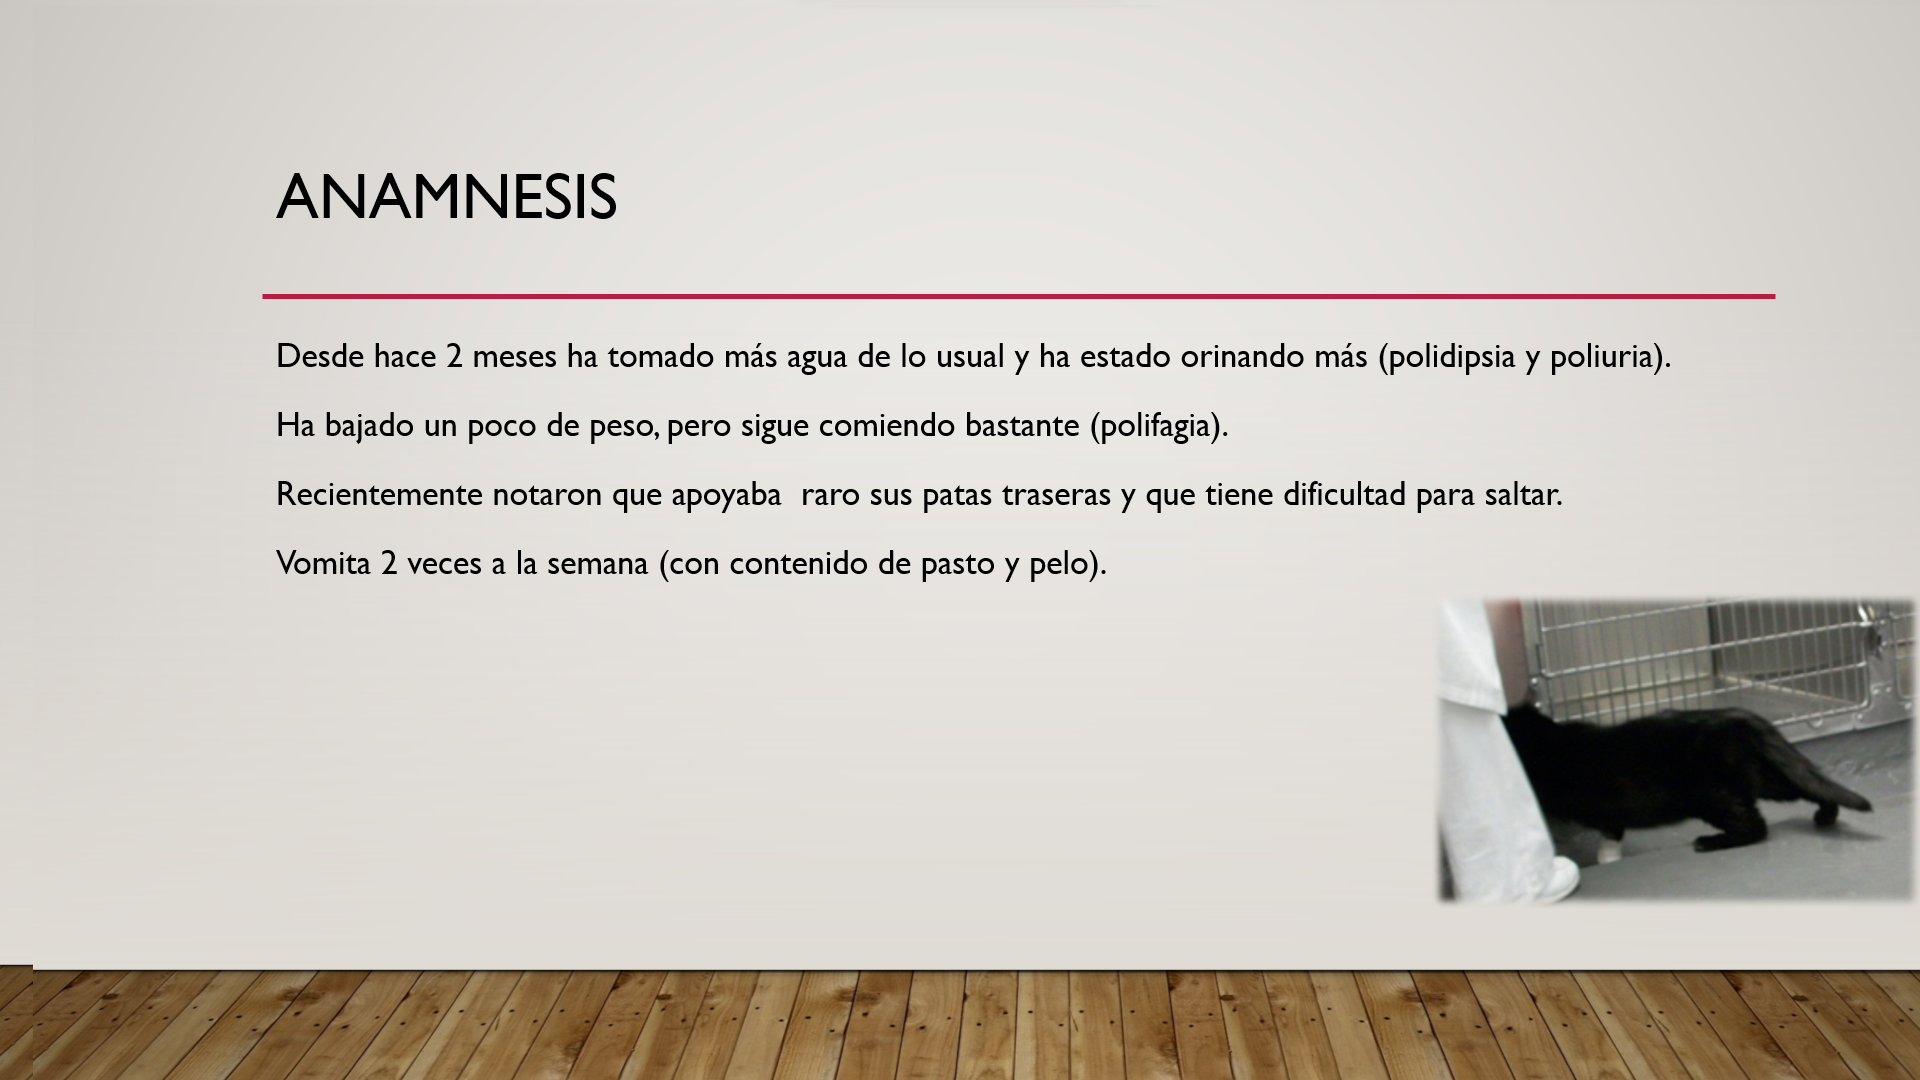 ANAMNESIS
Desde hace 2 meses ha tomado más agua de lo usual y ha estado orinando más (polidipsia y poliuria).
Ha bajado un poco de peso, pero sigue comiendo bastante (polifagia).
Recientemente notaron que apoyaba  raro sus patas traseras y que tiene dificultad para saltar.
Vomita 2 veces a la semana (con contenido de pasto y pelo).